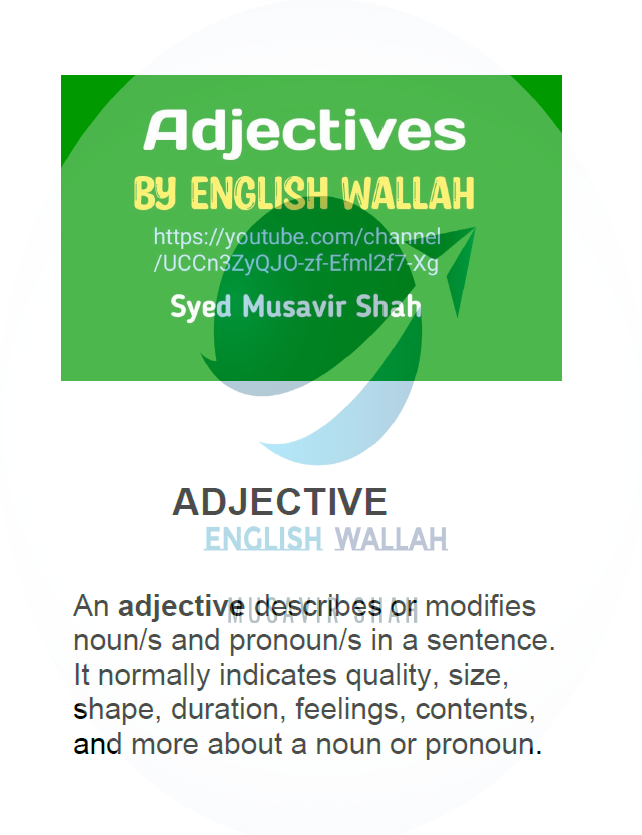 Adjectives
BY ENGLISH WALLAH
https://youtube.com/channel
/UCCn3ZyQJO-zf-Efml2f7-Xg
Syed Musavir Shah
ADJECTIVE
ENGLISH WALLAH
MUSAVIR SHAH
An adjective describes or modifies
noun/s and pronoun/s in a sentence.
It normally indicates quality, size,
shape, duration, feelings, contents,
and more about a noun or pronoun.